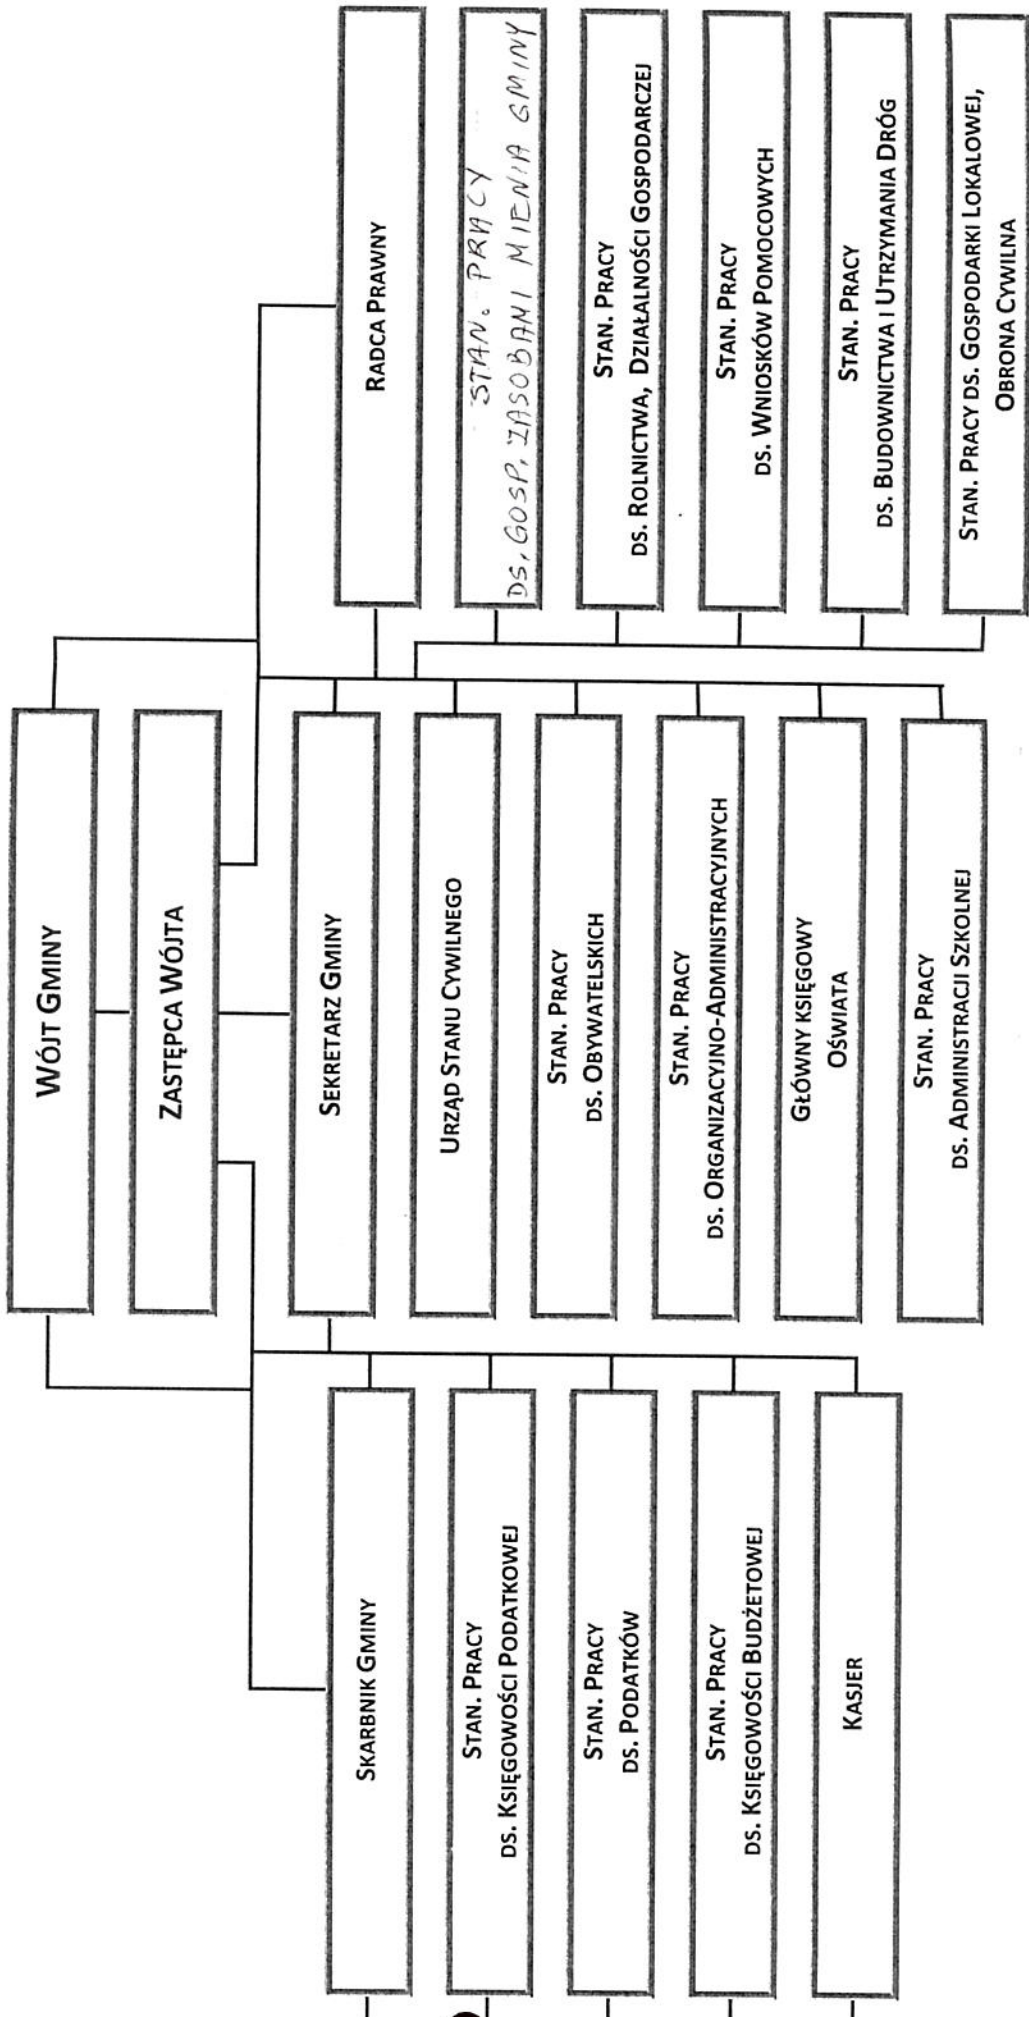 WÓJT GMINY
ZASTĘPCA WÓJTA
SKARBNIK GMINY
STAN. PRACY
DS. KSIĘGOWOŚCI PODATKOWEJ
STAN. PRACY
DS. PODATKÓW
STAN. PRACY
DS. KSIĘGOWOŚCI BUDŻETOWEJ
KASJER
SEKRETARZ GMINY
URZĄD STANU CYWILNEGO
STAN. PRACY
DS. OBYWATELSKICH
STAN. PRACY
DS. ORGANIZACYJNO-ADMINISTRACYJNYCH
GŁÓWNY KSIĘGOWY
OŚWIATA
STAN. PRACY
DS. ADMINISTRACJI SZKOLNEJ
RADCA PRAWNY
STAN. PRACY
DS. GOSP. ZASOBAMI MIENIA GMINY
STAN. PRACY
DS. ROLNICTWA, DZIAŁALNOŚCI GOSPODARCZEJ
STAN. PRACY
DS. WNIOSKÓW POMOCOWYCH
STAN. PRACY
DS. BUDOWNICTWA I UTRZYMANIA DRÓG
STAN. PRACY DS. GOSPODARKI LOKALOWEJ,
OBRONA CYWILNA